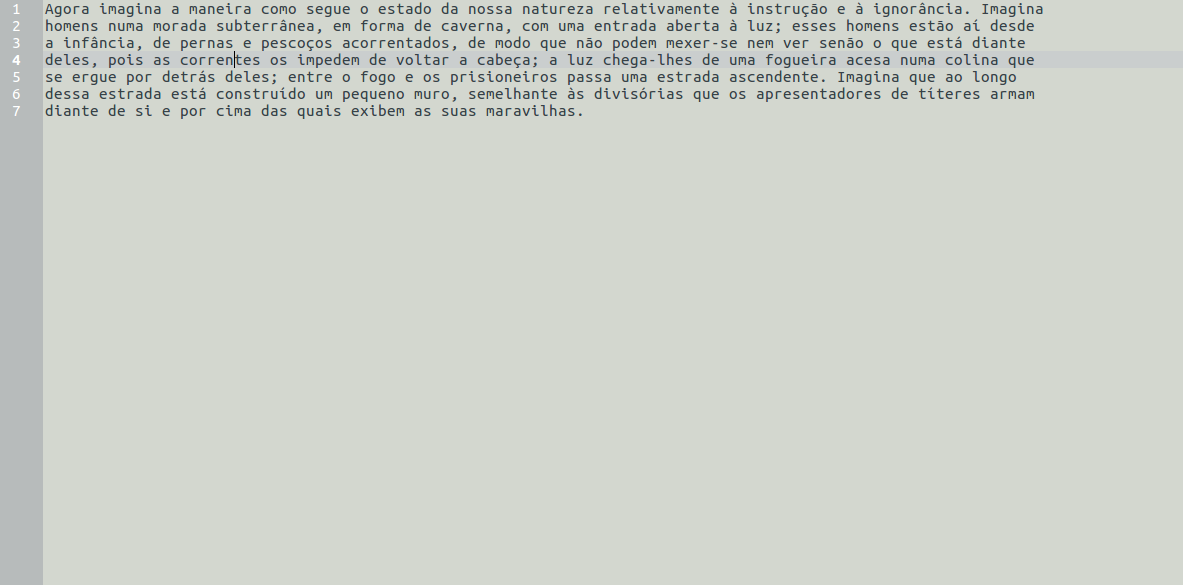 1 Agora imagina a maneira como segue o estado da nossa natureza relativamente à instrução e à ignorância. Imagina
2 homens numa morada subterrânea, em forma de caverna, com uma entrada aberta à luz; esses homens estão aí desde
3 a infância, de pernas e pescoços acorrentados, de modo que não podem mexer-se nem ver senão o que está diante
4 deles, pois as correntes os impedem de voltar a cabeça; a luz chega-lhes de uma fogueira acesa numa colina que
5 se ergue por detrás deles; entre o fogo e os prisioneiros passa uma estrada ascendente. Imagina que ao longo
6 dessa estrada está construído um pequeno muro, semelhante às divisórias que os apresentadores de títeres armam
7 diante de si e por cima das quais exibem as suas maravilhas.